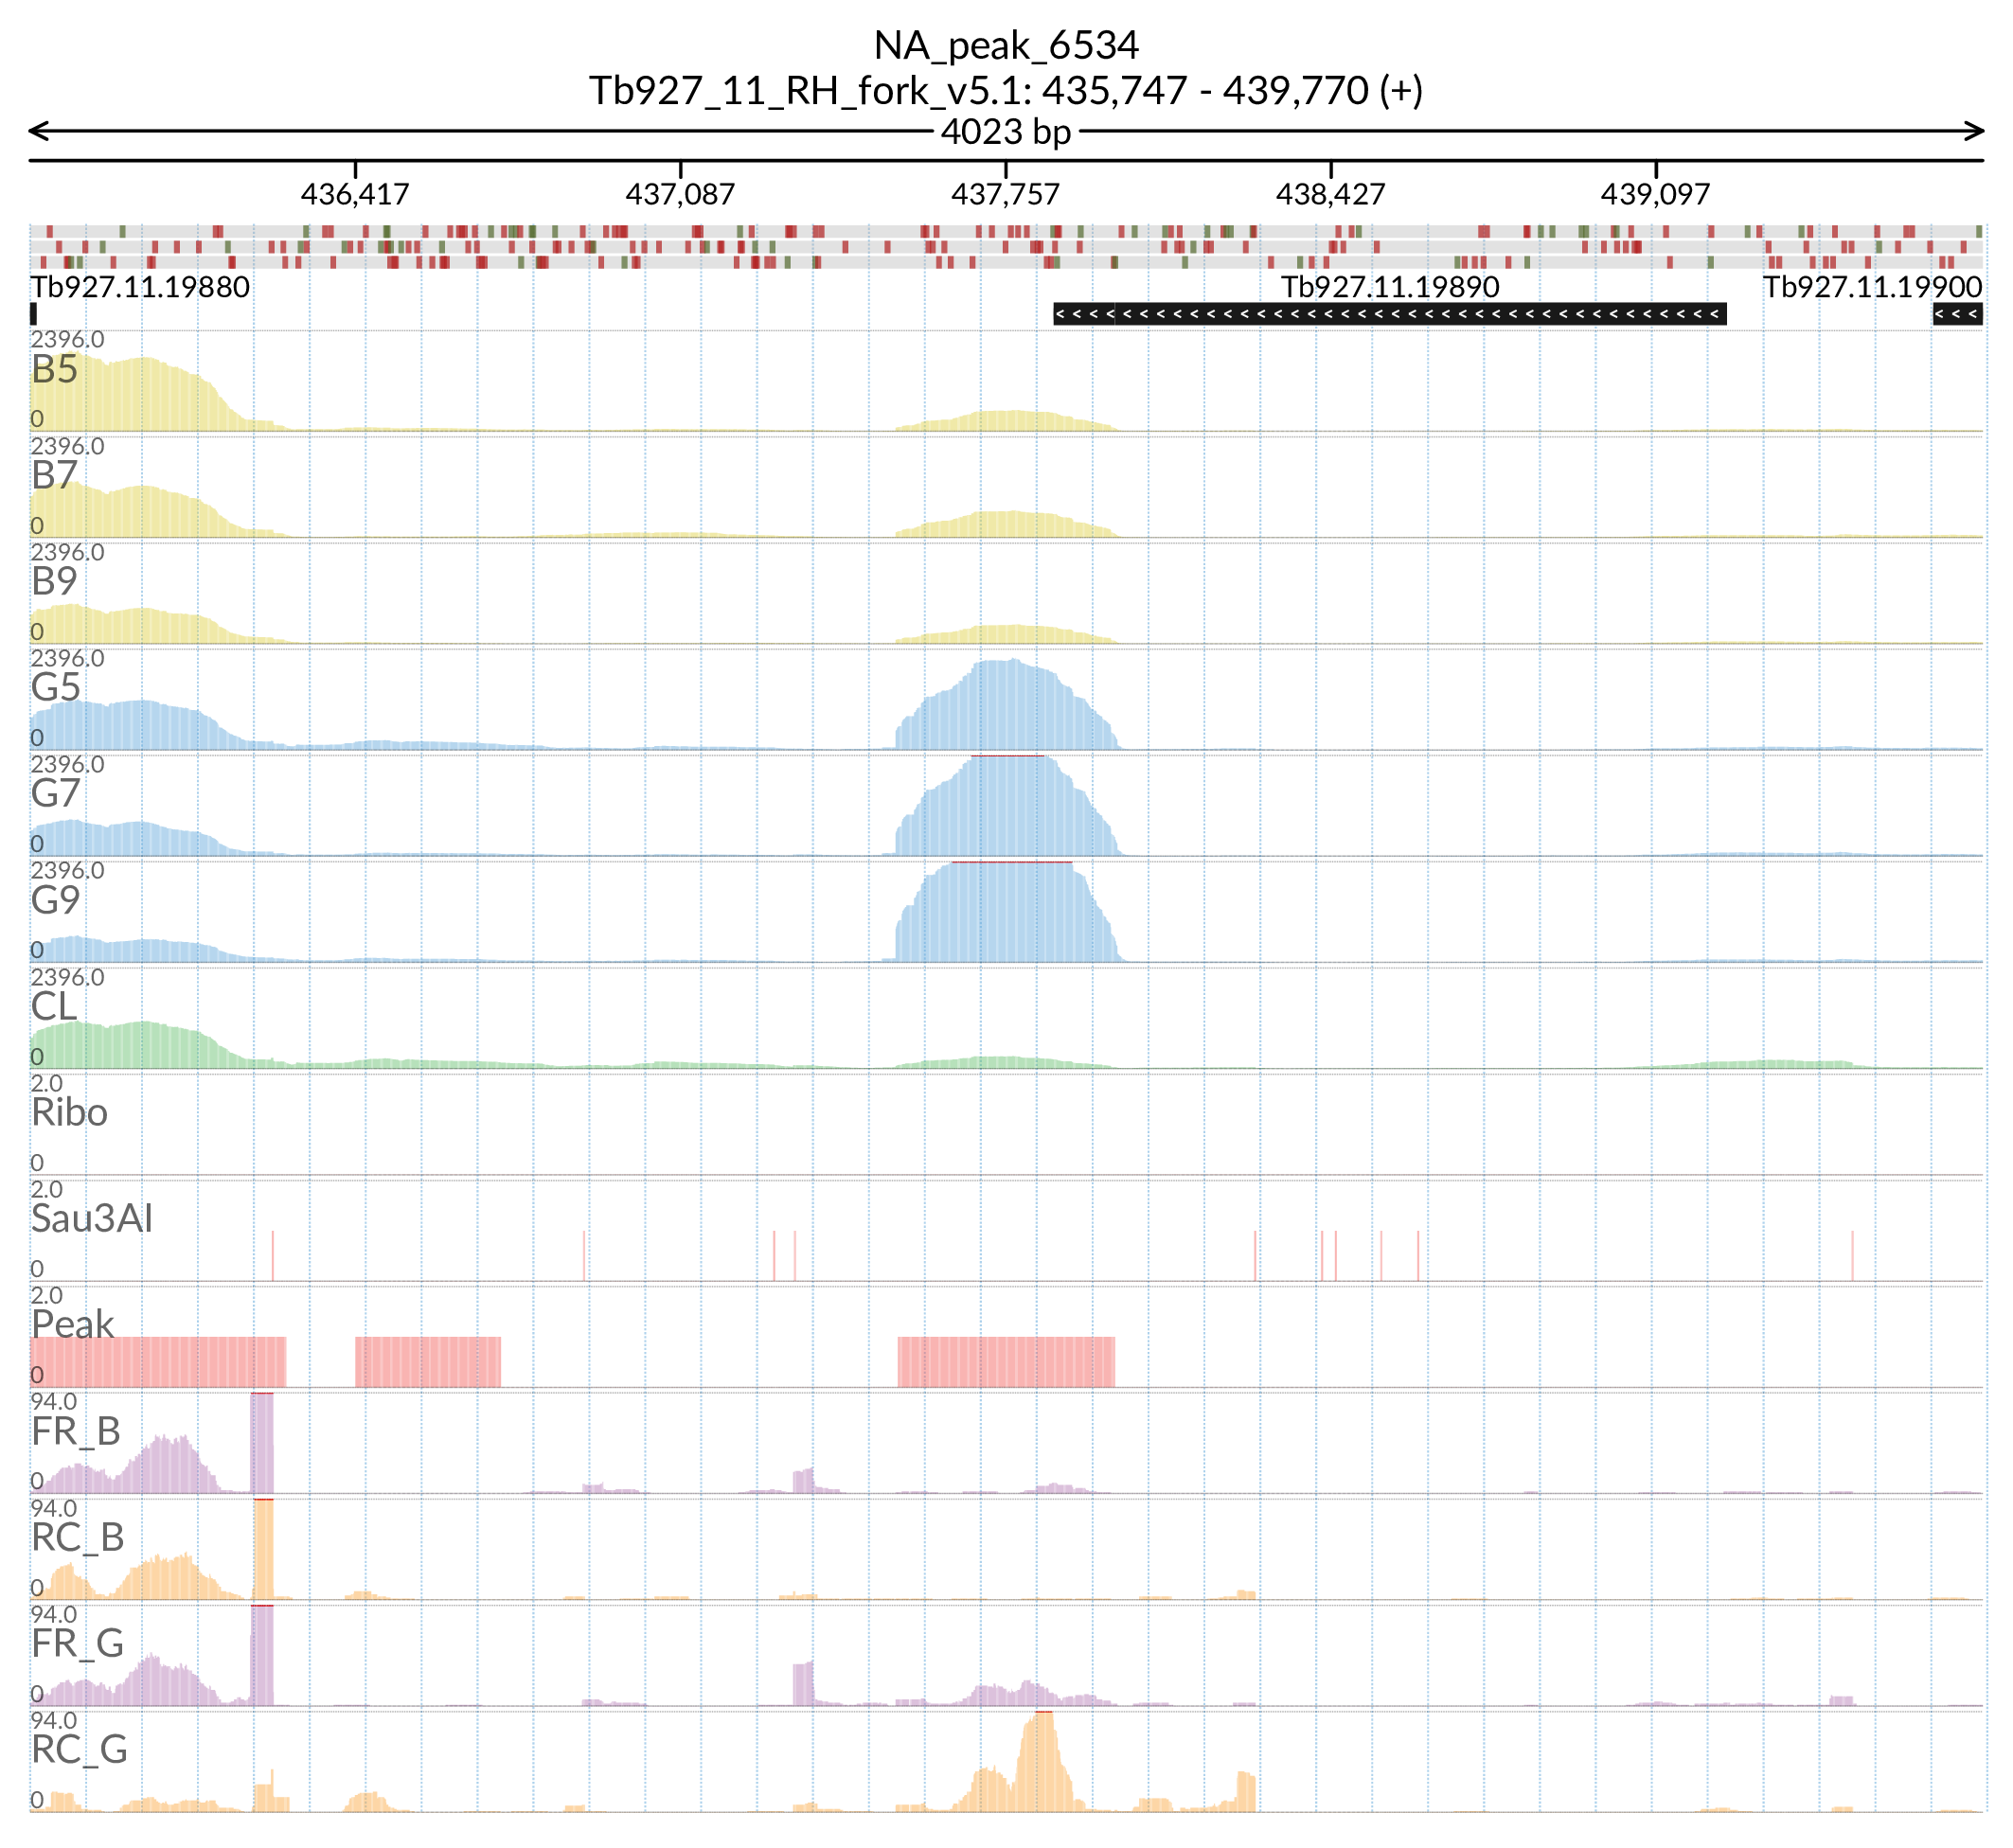 NA_peak_6534
Tb927_11_RH_fork_v5.1: 435,747 - 439,770 (+)
4023 bp
436,417 437,087 437,757 438,427 439,097
Tb927.11.19880 Tb927.11.19890 Tb927.11.19900
2396.0
B5
0
2396.0
B7
0
2396.0
B9
0
2396.0
G5
0
2396.0
G7
0
2396.0
G9
0
2396.0
CL
0
2.0
Ribo
0
2.0
Sau3AI
0
2.0
Peak
0
94.0
FR_B
0
94.0
RC_B
0
94.0
FR_G
0
94.0
RC_G
0